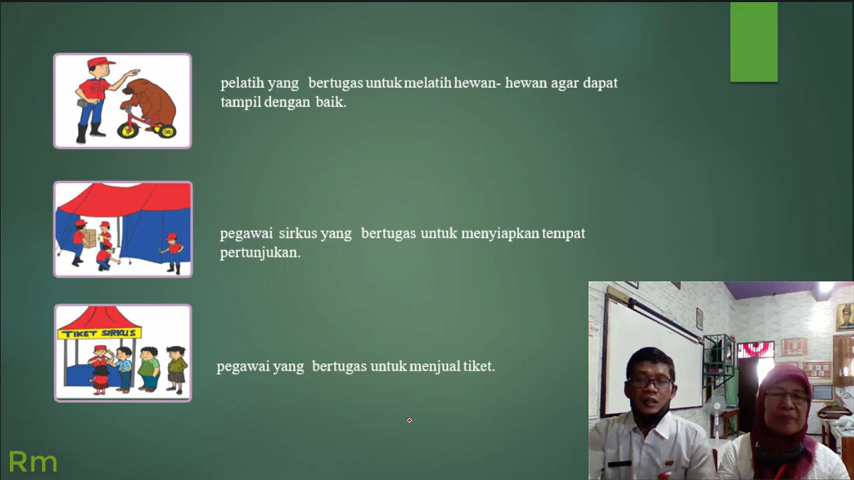 pelatih yang bertugas untuk melatih hewan- hewan agar dapat
tampil dengan baik.
pegawai sirkus yang bertugas untuk menyiapkan tempat
pertunjukan.
TIKET SIRKUS
pegawai yang bertugas untuk menjual tiket.
Rm